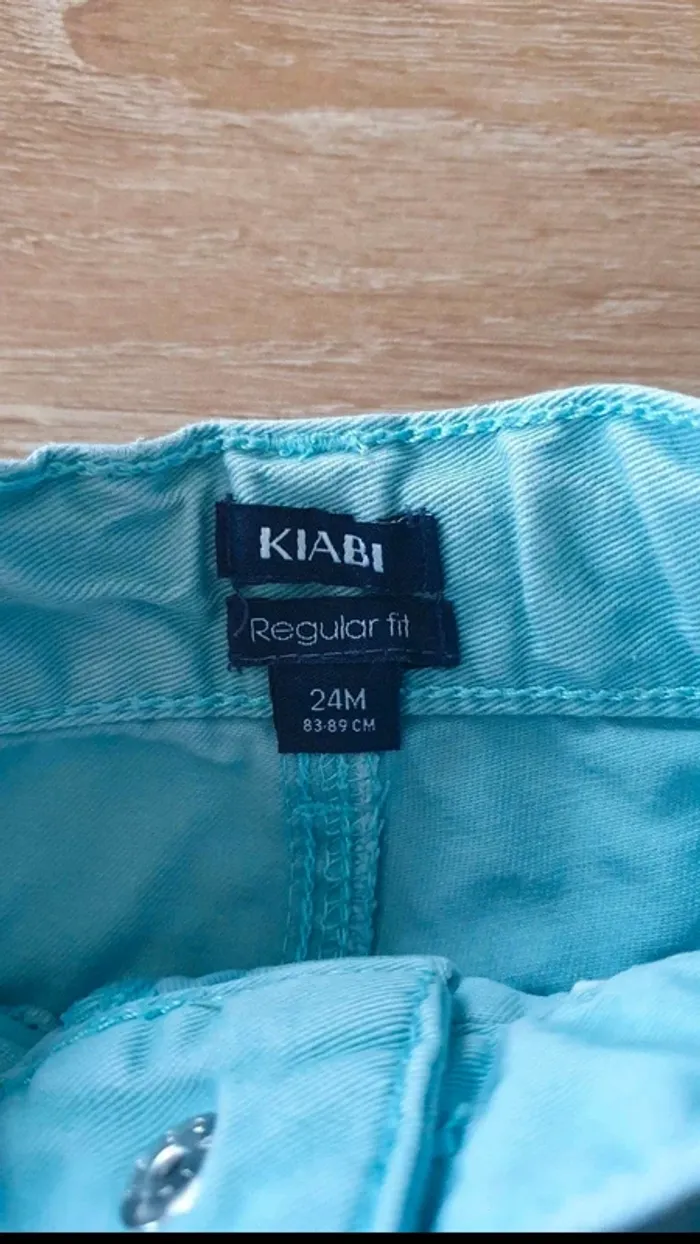 KIABI
Regular fit
24M
83-89 CM